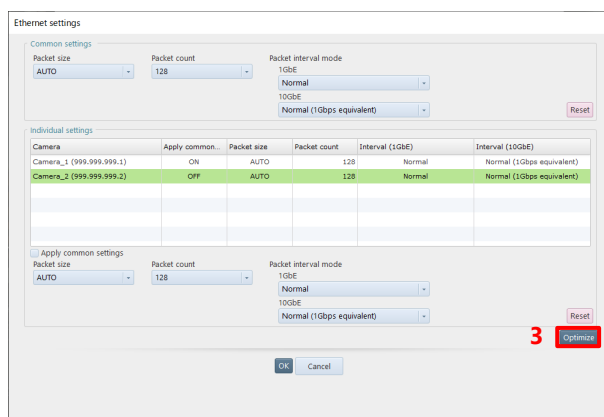 Ethernet settings
Common settings
Packet size Packet count Packet interval mode
1GbE
AUTO 128 Normal
10GbE
Normal (1Gbps equivalent) Reset
Individual settings
Camera Apply common... Packet size Packet count Interval (1GbE) Interval (10GbE)
Camera_1 (999.999.999.1) ON AUTO 128 Normal Normal (1Gbps equivalent)
Camera_2 (999.999.999.2) OFF AUTO 128 Normal Normal (1Gbps equivalent)
Apply common settings
Packet size Packet count Packet interval mode
1GbE
AUTO 128 Normal
10GbE
Normal (1Gbps equivalent) Reset
3 Optimize
OK Cancel